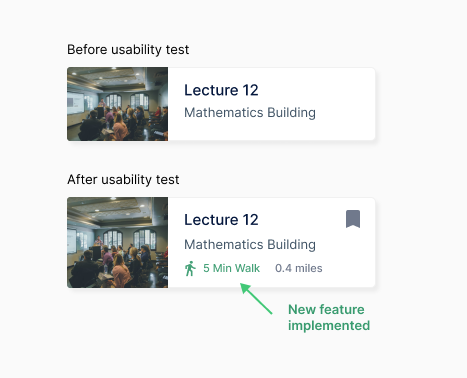 Before usability test
Lecture 12
Mathematics Building
After usability test
Lecture 12
Mathematics Building
5 Min Walk 0.4 miles
New feature
implemented